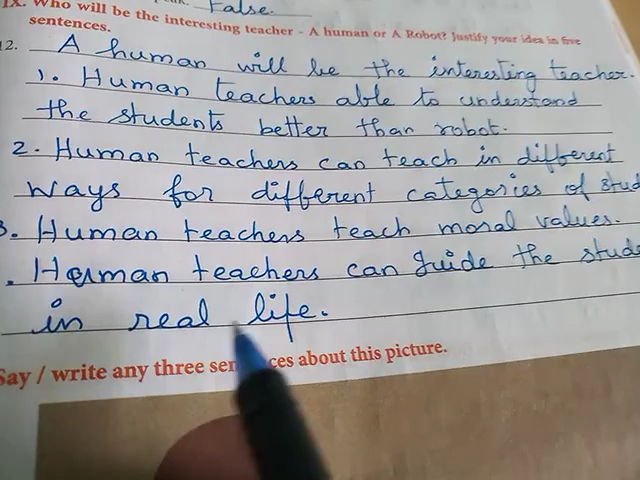 IX. Who will be the interesting teacher - A human or A Robot? Justify your idea in five
sentences.
False.
12. A human will be the interesting teacher.
1. Human teachers able to understand
the students better than robot.
2. Human teachers can teach in different
ways for different categories of stud
3. Human teachers teach moral values.
. Human teachers can guide the stude
in real life.
Say / write any three sentences about this picture.